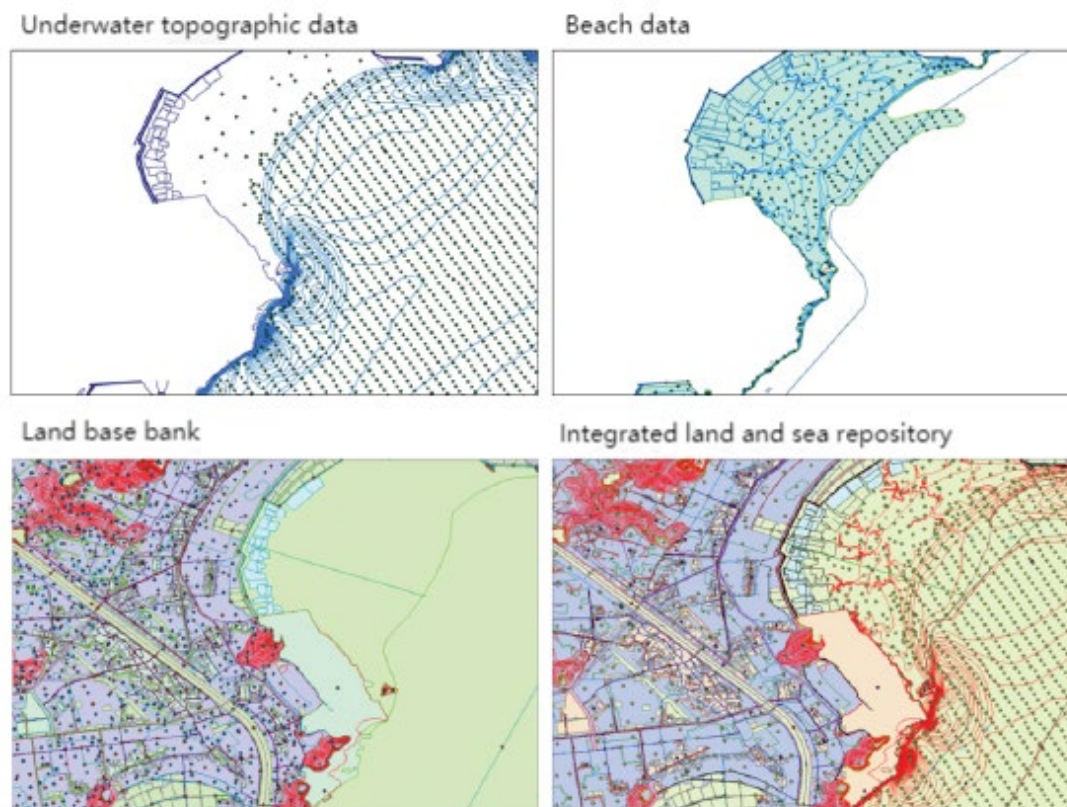 Underwater topographic data
Beach data
Land base bank
Integrated land and sea repository